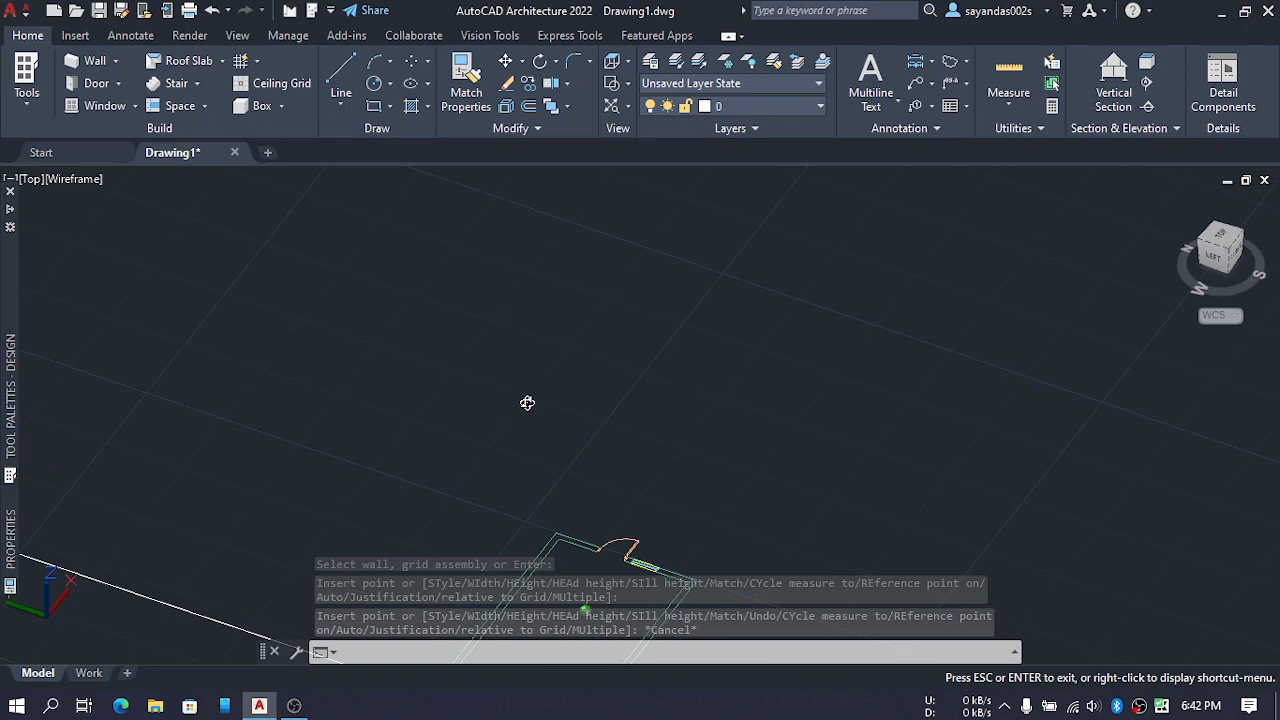 Share
AutoCAD Architecture 2022 Drawing1.dwg
Type a keyword or phrase
sayandas002s
Home Insert Annotate Render View Manage Add-ins Collaborate Vision Tools Express Tools Featured Apps
Tools
Wall
Door
Window
Roof Slab
Stair
Space
Ceiling Grid
Box
Build
Line
Draw
Match
Properties
Modify
View
Unsaved Layer State
0
Layers
Multiline
Text
Annotation
Measure
Utilities
Vertical
Section
Section & Elevation
Detail
Components
Details
Start Drawing1*
[−][Top][Wireframe]
TOP
LEFT
N
S
W
WCS
TOOL PALETTES - DESIGN
PROPERTIES
Z
X
Select wall, grid assembly or Enter:
Insert point or [STyle/WIdth/HEight/HEAd height/SIll height/Match/CYcle measure to/REference point on/
Auto/Justification/relative to Grid/MUltiple]:
Insert point or [STyle/WIdth/HEight/HEAd height/SIll height/Match/Undo/CYcle measure to/REference point
on/Auto/Justification/relative to Grid/MUltiple]: *Cancel*
Model Work
Press ESC or ENTER to exit, or right-click to display shortcut-menu.
U: 0 kB/s
D: 0 kB/s
6:42 PM